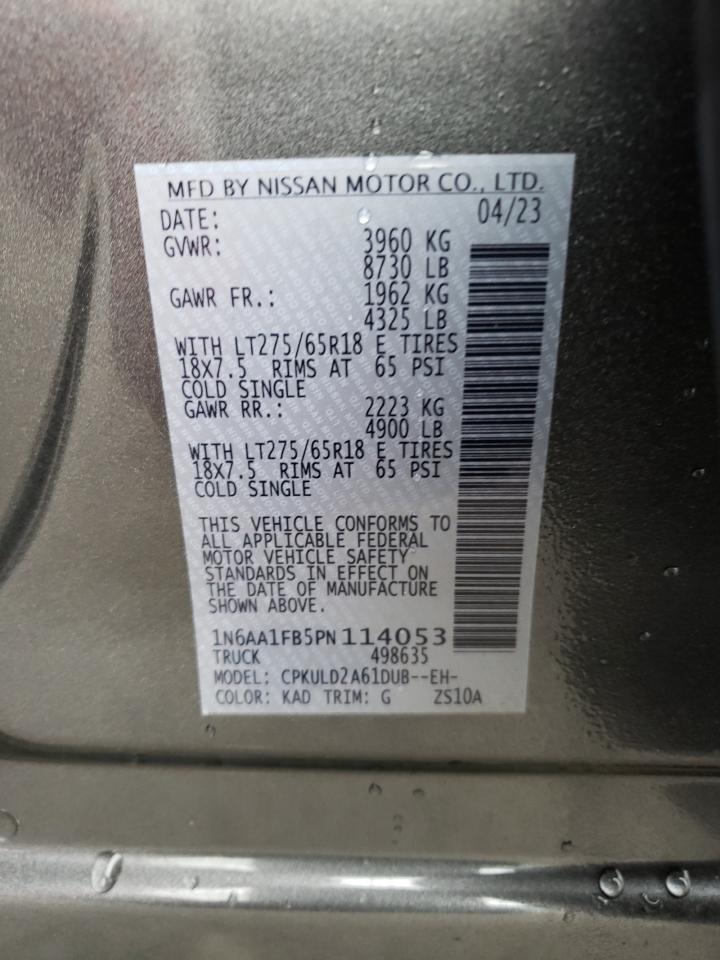 MFD BY NISSAN MOTOR CO., LTD.
DATE: 04/23
GVWR: 3960 KG
8730 LB
GAWR FR.: 1962 KG
4325 LB
WITH LT275/65R18 E TIRES
18X7.5 RIMS AT 65 PSI
COLD SINGLE
GAWR RR.: 2223 KG
4900 LB
WITH LT275/65R18 E TIRES
18X7.5 RIMS AT 65 PSI
COLD SINGLE
THIS VEHICLE CONFORMS TO
ALL APPLICABLE FEDERAL
MOTOR VEHICLE SAFETY
STANDARDS IN EFFECT ON
THE DATE OF MANUFACTURE
SHOWN ABOVE.
1N6AA1FB5PN114053
TRUCK 498635
MODEL: CPKULD2A61DUB--EH-
COLOR: KAD TRIM: G ZS10A